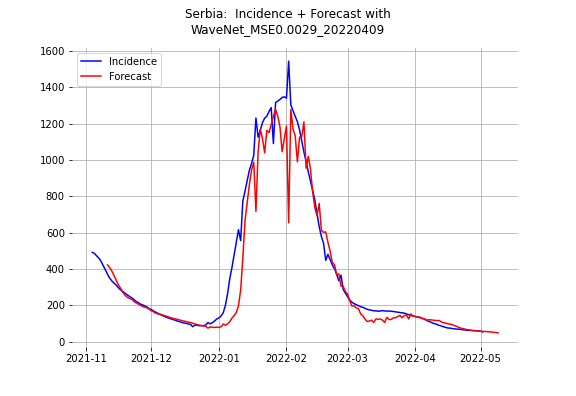 Serbia:  Incidence + Forecast with
WaveNet_MSE0.0029_20220409
1600
1400
1200
1000
800
600
400
200
0
Incidence
Forecast
2021-11 2021-12 2022-01 2022-02 2022-03 2022-04 2022-05